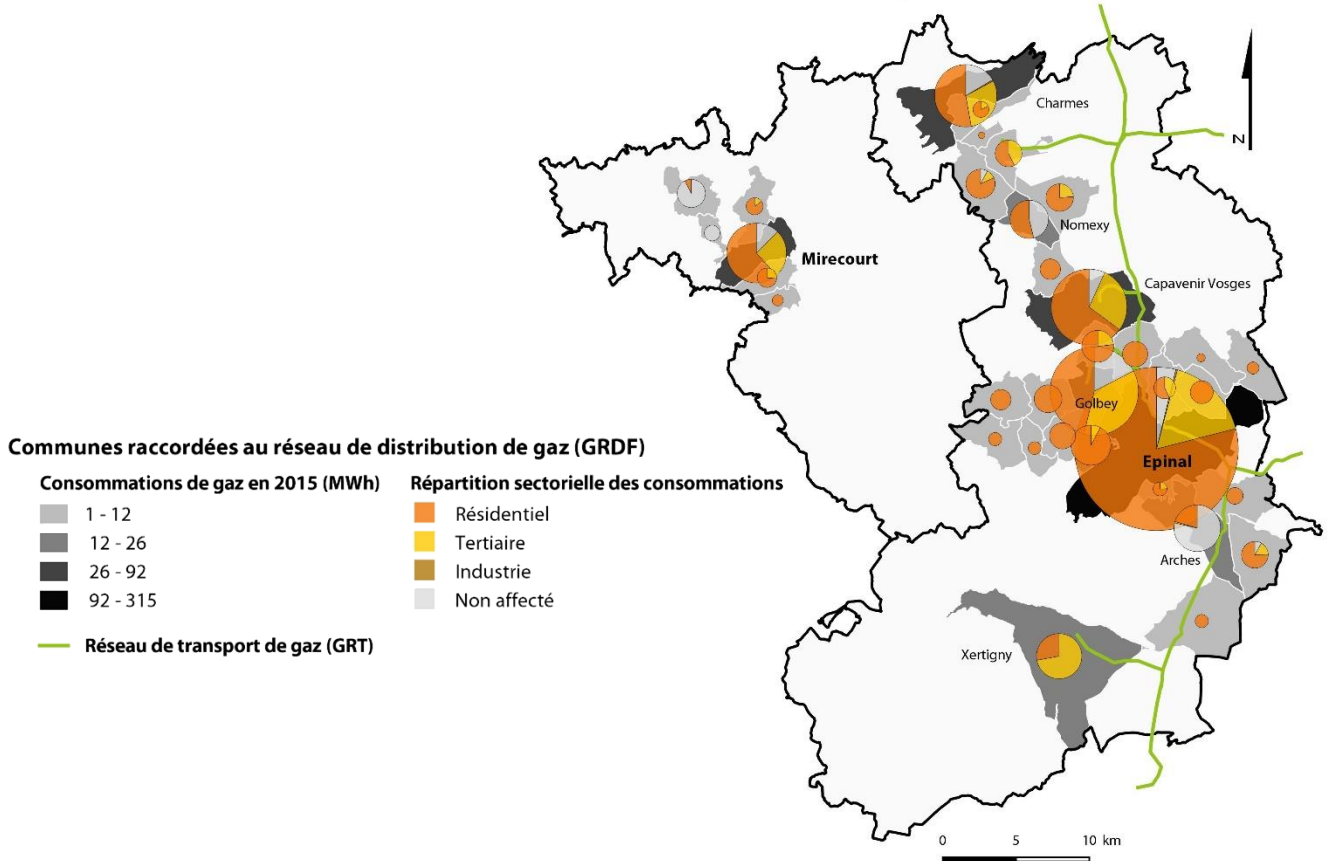 Communes raccordées au réseau de distribution de gaz (GRDF)
Consommations de gaz en 2015 (MWh)
1 - 12
12 - 26
26 - 92
92 - 315
Réseau de transport de gaz (GRT)
Répartition sectorielle des consommations
Résidentiel
Tertiaire
Industrie
Non affecté
Charmes
N
Nomexy
Mirecourt
Capavenir Vosges
Golbey
Epinal
Arches
Xertigny
0 5 10 km